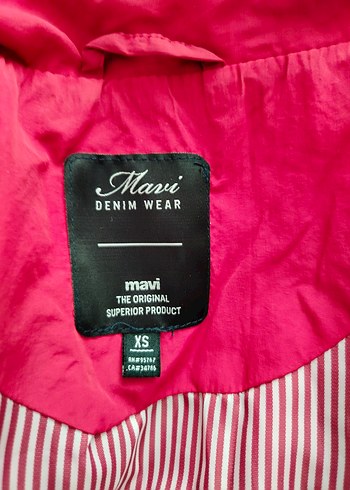 Mavi
DENIM WEAR
mavi
THE ORIGINAL
SUPERIOR PRODUCT
XS